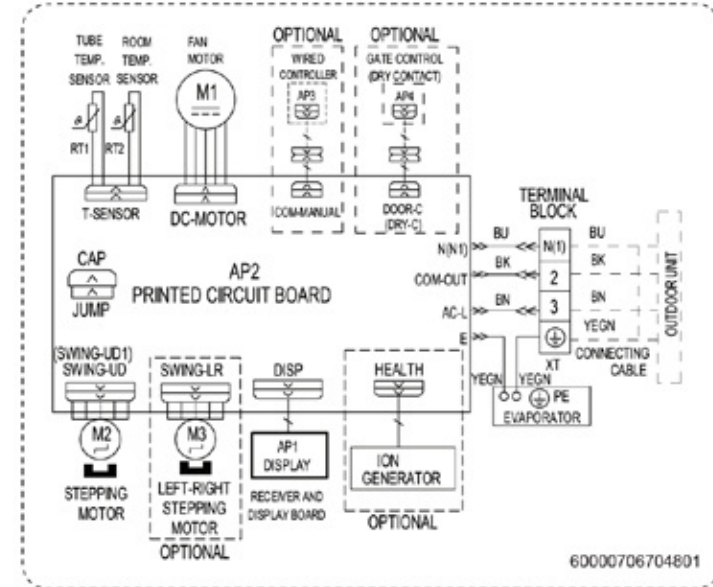 OPTIONAL
OPTIONAL
TUBE
TEMP.
SENSOR
ROOM
TEMP.
SENSOR
FAN
MOTOR
WIRED
CONTROLLER
AP3
GATE CONTROL
(DRY CONTACT)
AP4
M1
RT1
RT2
T-SENSOR
DC-MOTOR
COM-MANUAL
DOOR-C
(DRY-C)
TERMINAL
BLOCK
CAP
JUMP
AP2
PRINTED CIRCUIT BOARD
N(N1)
BU
N(1)
BU
COM-OUT
BK
2
BK
AC-L
BN
3
BN
E
YEGN
XT
CONNECTING
CABLE
OUTDOOR UNIT
YEGN
YEGN
PE
EVAPORATOR
(SWING-UD1)
SWING-UD
SWING-LR
DISP
HEALTH
M2
M3
AP1
DISPLAY
ION
GENERATOR
STEPPING
MOTOR
LEFT-RIGHT
STEPPING
MOTOR
OPTIONAL
RECEIVER AND
DISPLAY BOARD
OPTIONAL
60000706704801